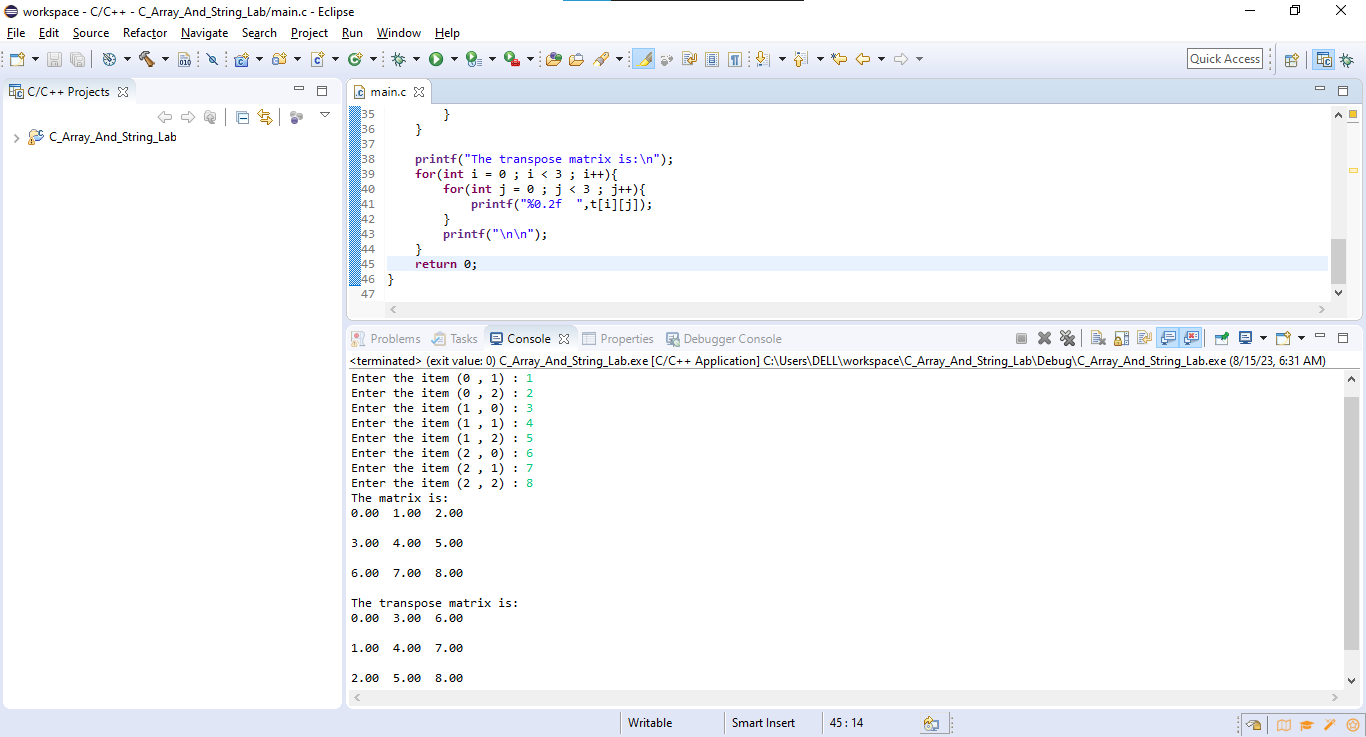 workspace - C/C++ - C_Array_And_String_Lab/main.c - Eclipse
File Edit Source Refactor Navigate Search Project Run Window Help
Quick Access
C/C++ Projects
C_Array_And_String_Lab
main.c
35 }
36 }
37
38 printf("The transpose matrix is:\n");
39 for(int i = 0 ; i < 3 ; i++){
40 for(int j = 0 ; j < 3 ; j++){
41 printf("%0.2f  ",t[i][j]);
42 }
43 printf("\n\n");
44 }
45 return 0;
46 }
47
Problems Tasks Console Properties Debugger Console
<terminated> (exit value: 0) C_Array_And_String_Lab.exe [C/C++ Application] C:\Users\DELL\workspace\C_Array_And_String_Lab\Debug\C_Array_And_String_Lab.exe (8/15/23, 6:31 AM)
Enter the item (0 , 1) : 1
Enter the item (0 , 2) : 2
Enter the item (1 , 0) : 3
Enter the item (1 , 1) : 4
Enter the item (1 , 2) : 5
Enter the item (2 , 0) : 6
Enter the item (2 , 1) : 7
Enter the item (2 , 2) : 8
The matrix is:
0.00 1.00 2.00
3.00 4.00 5.00
6.00 7.00 8.00
The transpose matrix is:
0.00 3.00 6.00
1.00 4.00 7.00
2.00 5.00 8.00
Writable Smart Insert 45 : 14